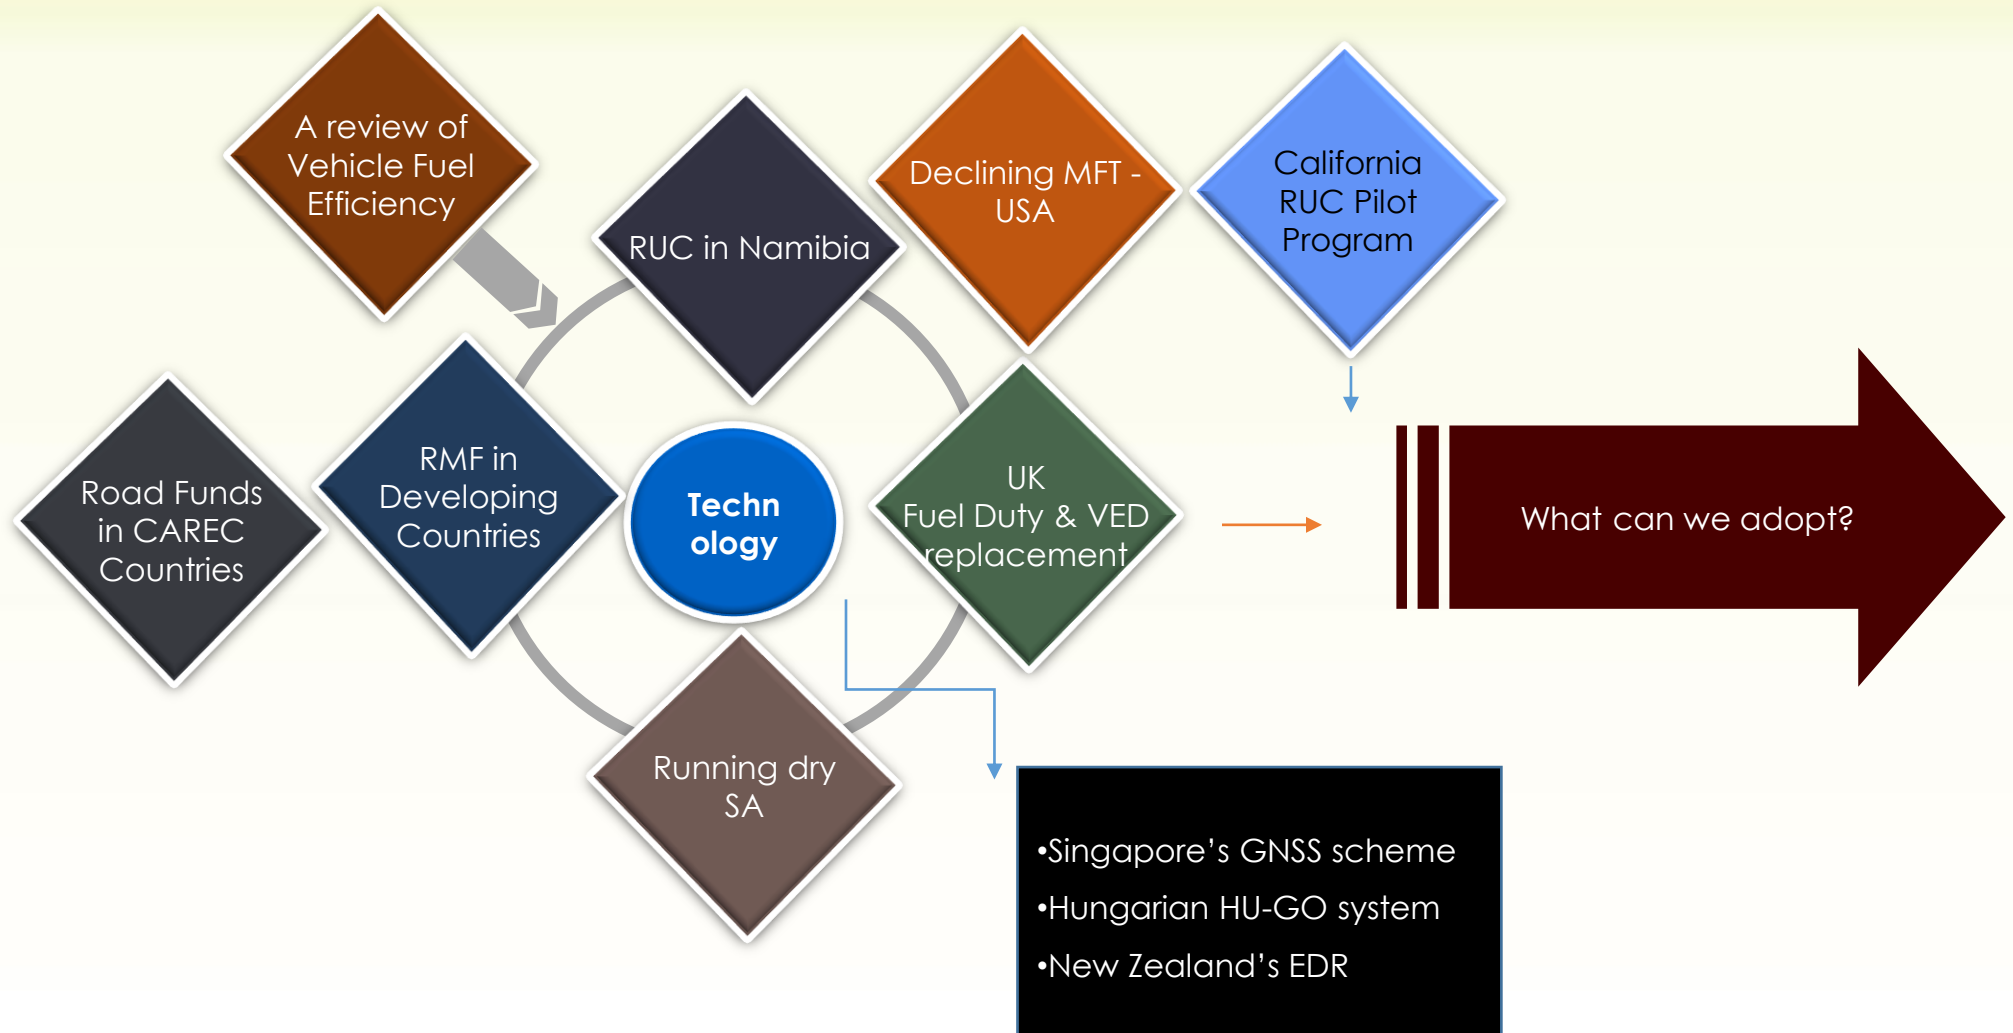 A review of
Vehicle Fuel
Efficiency
RUC in Namibia
Declining MFT -
USA
California
RUC Pilot
Program
Road Funds
in CAREC
Countries
RMF in
Developing
Countries
Techn
ology
UK
Fuel Duty & VED
replacement
What can we adopt?
Running dry
SA
•Singapore’s GNSS scheme
•Hungarian HU-GO system
•New Zealand’s EDR